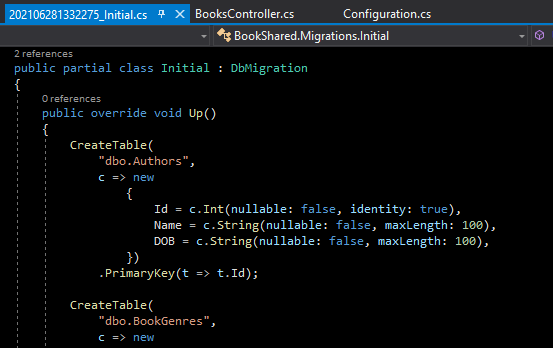 202106281332275_Initial.cs BooksController.cs Configuration.cs
BookShared.Migrations.Initial
2 references
public partial class Initial : DbMigration
{
0 references
public override void Up()
{
CreateTable(
"dbo.Authors",
c => new
{
Id = c.Int(nullable: false, identity: true),
Name = c.String(nullable: false, maxLength: 100),
DOB = c.String(nullable: false, maxLength: 100),
})
.PrimaryKey(t => t.Id);
CreateTable(
"dbo.BookGenres",
c => new